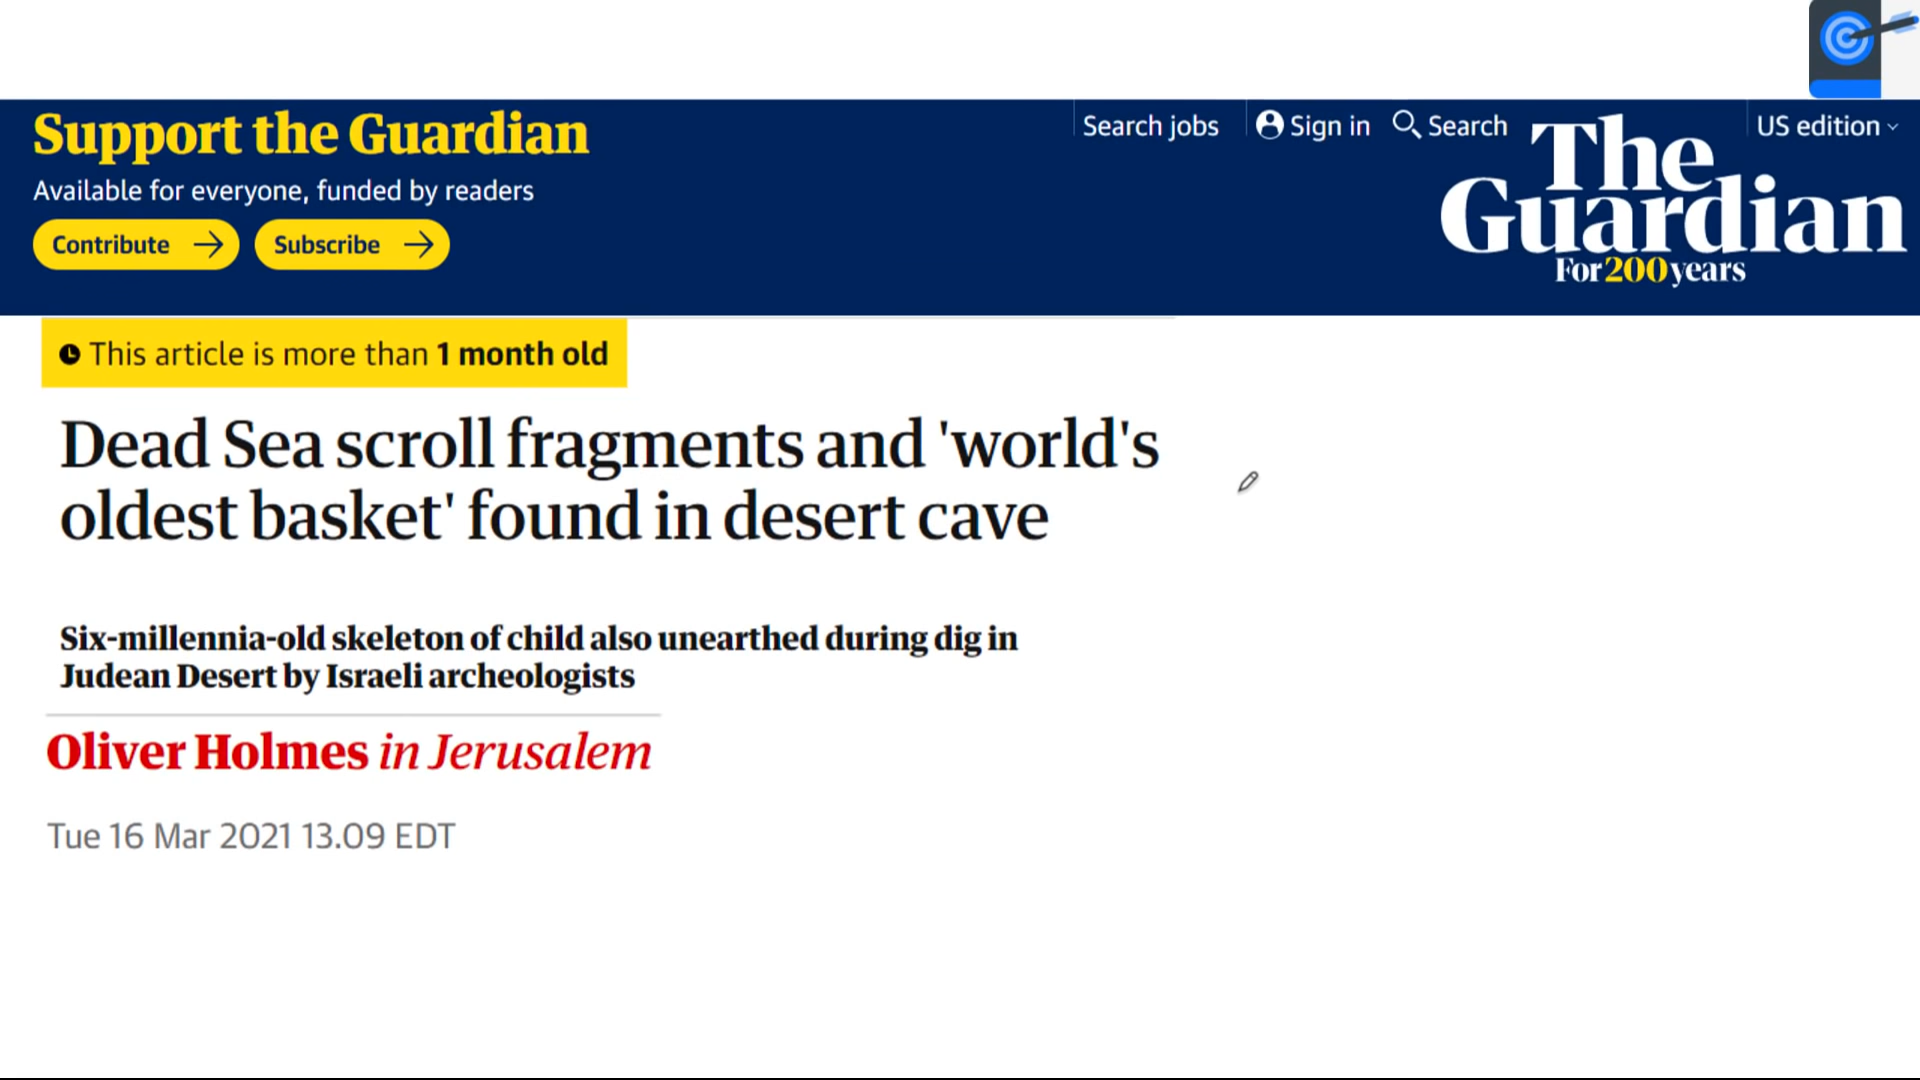 Support the Guardian
Available for everyone, funded by readers
Contribute
Subscribe
Search jobs
Sign in
Search
US edition
The
Guardian
For 200 years
This article is more than 1 month old
Dead Sea scroll fragments and 'world's
oldest basket' found in desert cave
Six-millennia-old skeleton of child also unearthed during dig in
Judean Desert by Israeli archeologists
Oliver Holmes in Jerusalem
Tue 16 Mar 2021 13.09 EDT